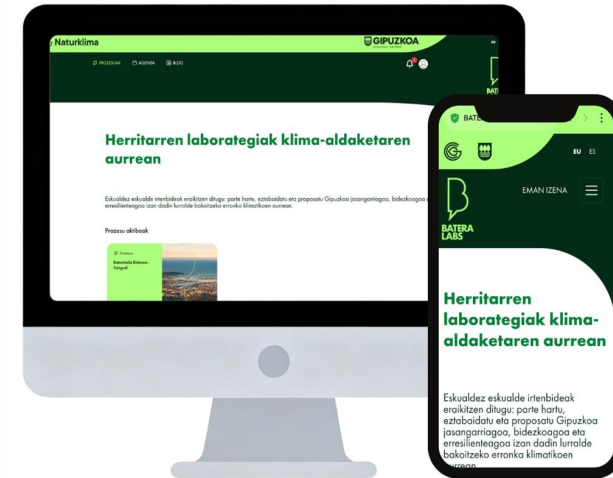 Naturklima
GIPUZKOA
PROZESUAK AGENDA BLOG
Herritarren laborategiak klima-aldaketaren
aurrean
Eskualdez eskualde irtenbideak eraikitzen ditugu: parte hartu, eztabaidatu eta proposatu Gipuzkoa jasangarriagoa, bidezkoagoa e
erresilienteagoa izan dadin lurralde bakoitzeko erronka klimatikoen aurrean.
Prozesu aktiboak
Prozesua
BATE
EU ES
EMAN IZENA
BATERA
LABS
Herritarren
laborategiak klima-
aldaketaren aurrean
Eskualdez eskualde irtenbideak
eraikitzen ditugu: parte hartu,
eztabaidatu eta proposatu Gipuzkoa
jasangarriagoa, bidezkoagoa eta
erresilienteagoa izan dadin lurralde
bakoitzeko erronka klimatikoen
aurrean